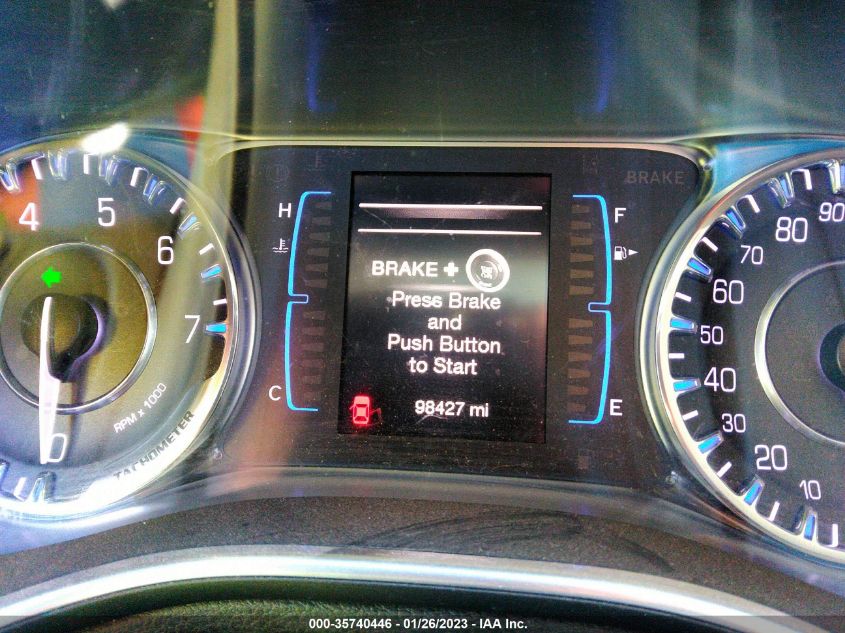 BRAKE
H
F
4 5 6 7
0
RPM x 1000
TACHOMETER
BRAKE +
Press Brake
and
Push Button
to Start
98427 mi
C
E
90
80
70
60
50
40
30
20
10
000-35740446 - 01/26/2023 - IAA Inc.